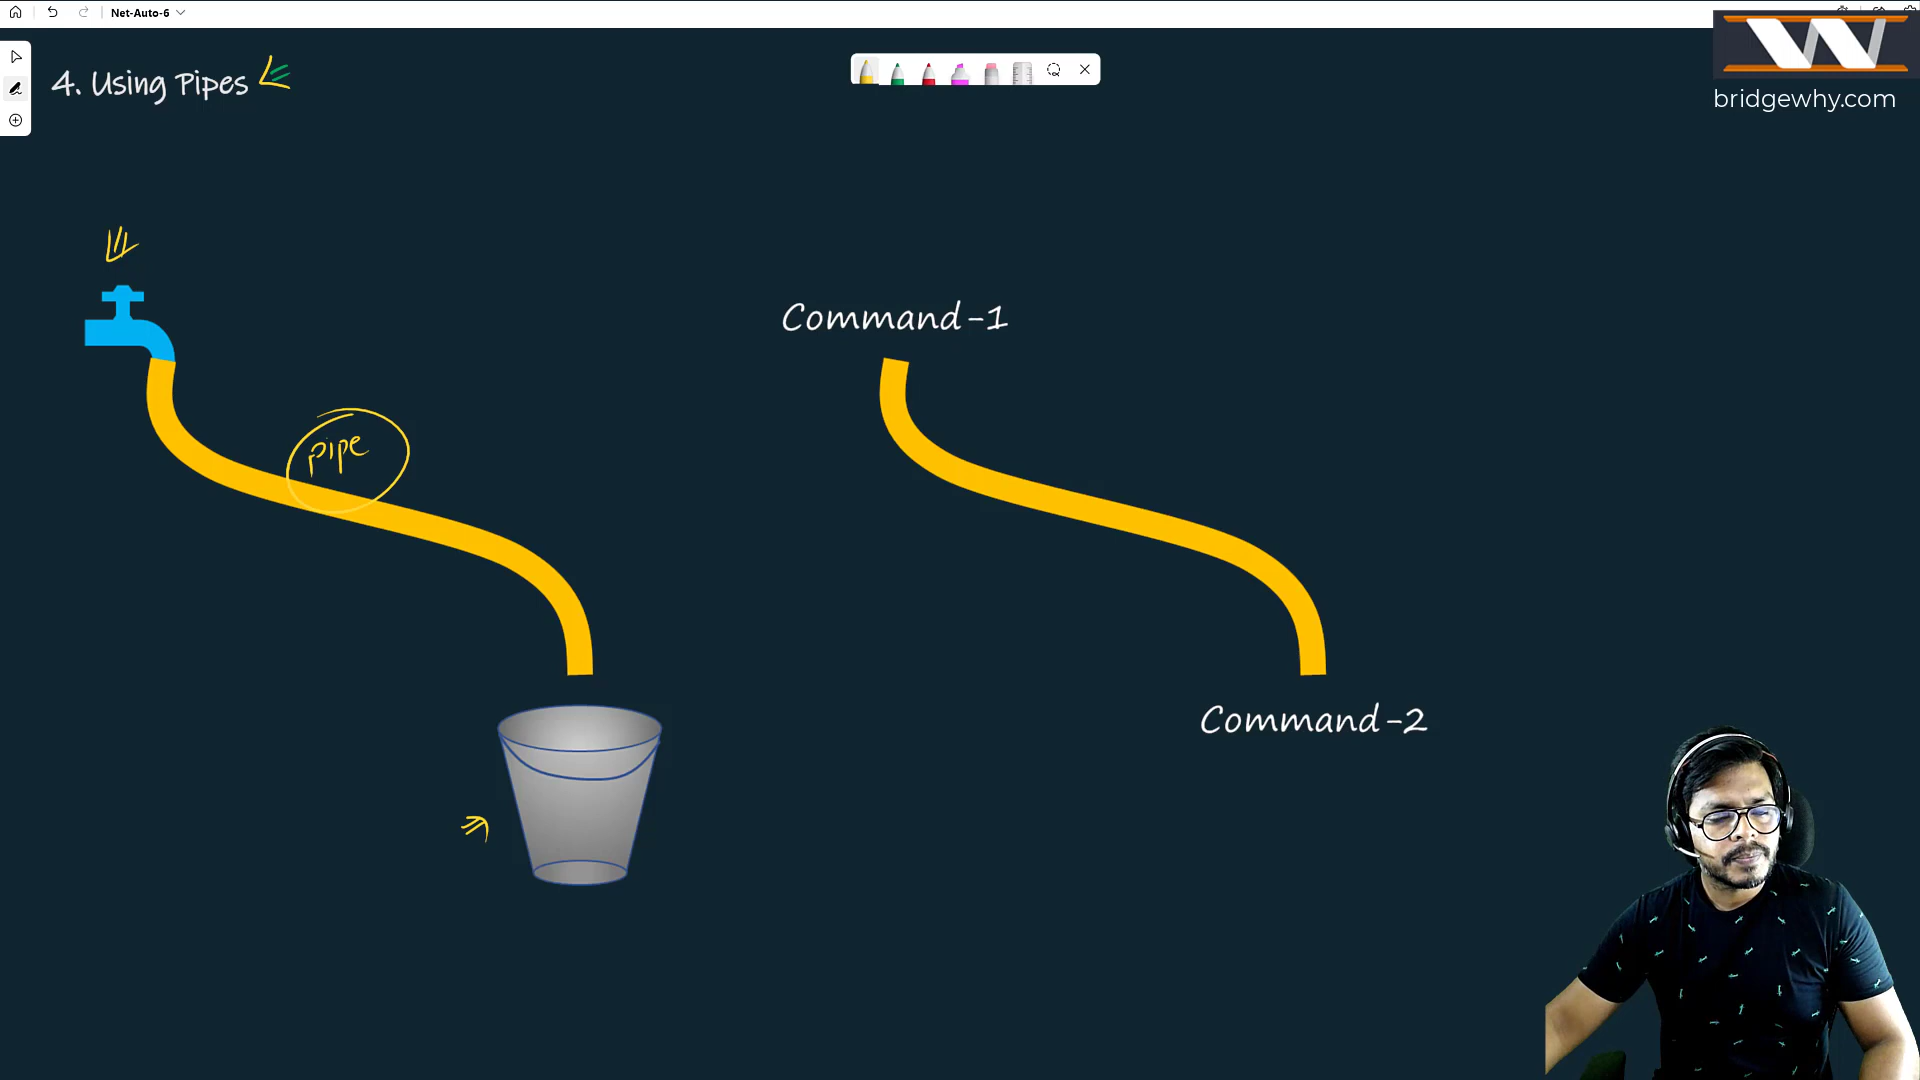 Net-Auto-6
4. Using Pipes
bridgewhy.com
Command-1
pipe
Command-2